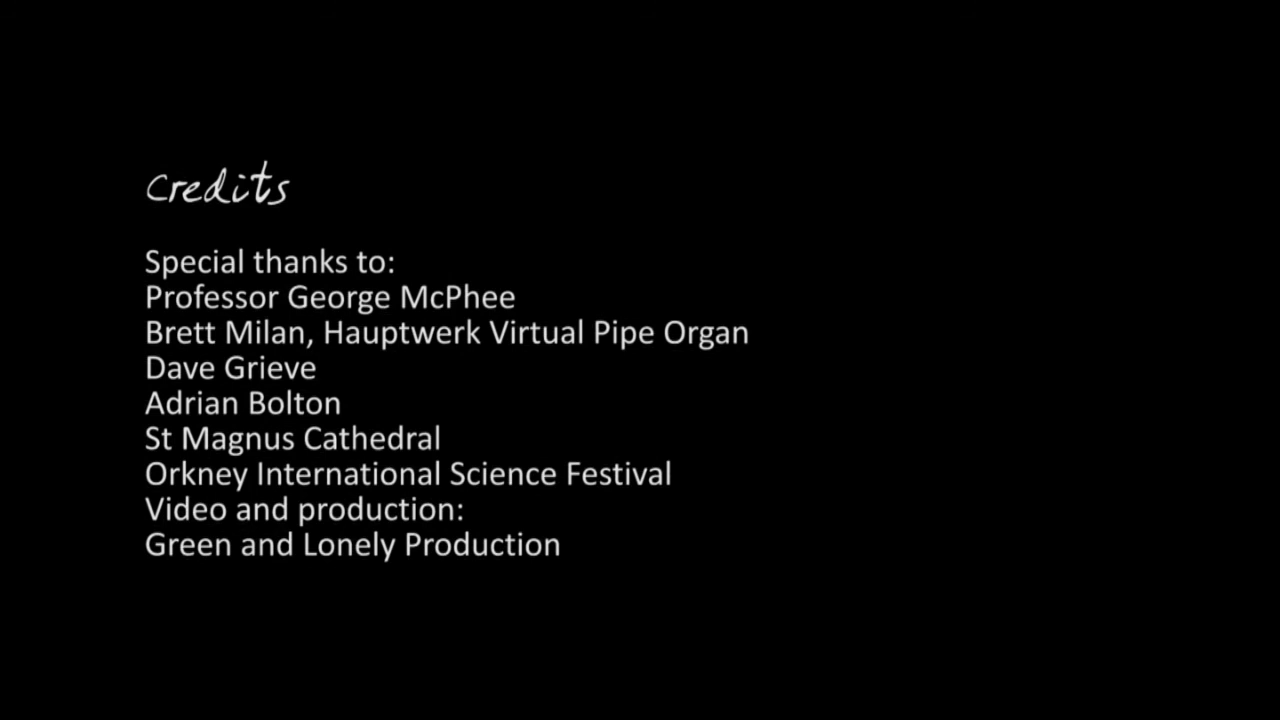 Credits
Special thanks to:
Professor George McPhee
Brett Milan, Hauptwerk Virtual Pipe Organ
Dave Grieve
Adrian Bolton
St Magnus Cathedral
Orkney International Science Festival
Video and production:
Green and Lonely Production